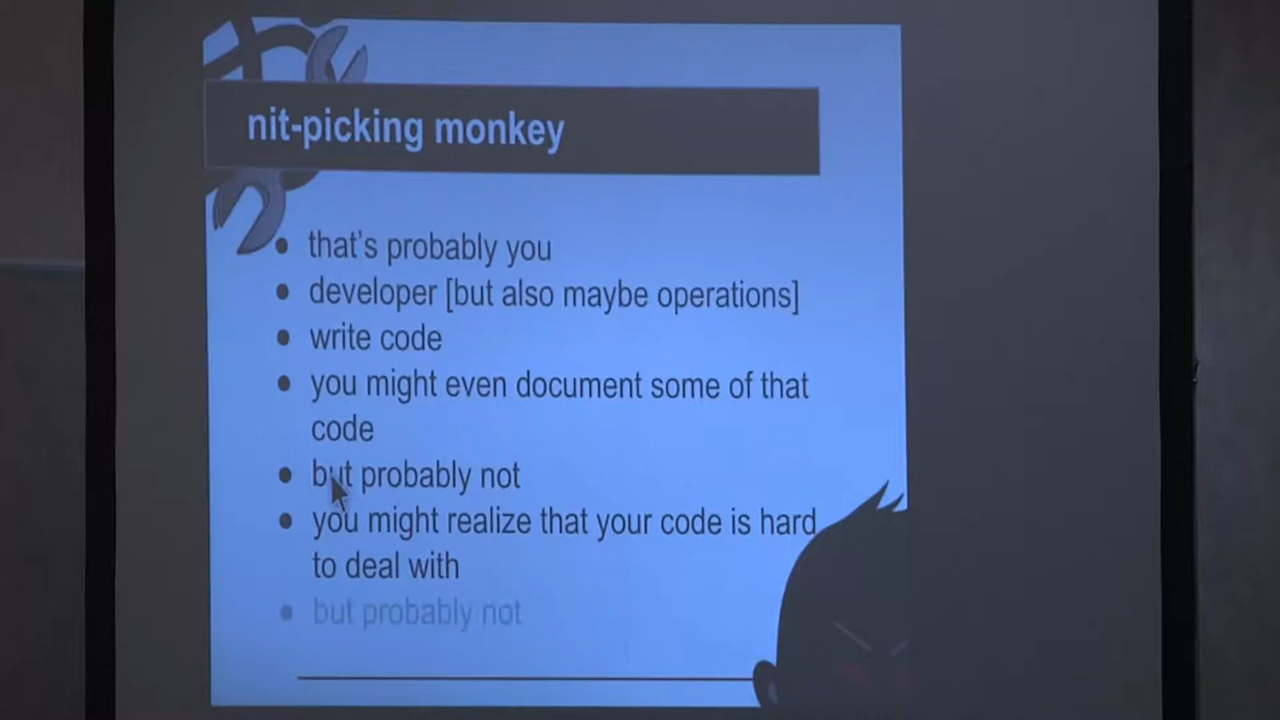 nit-picking monkey
• that's probably you
• developer [but also maybe operations]
• write code
• you might even document some of that
code
• but probably not
• you might realize that your code is hard
to deal with
• but probably not